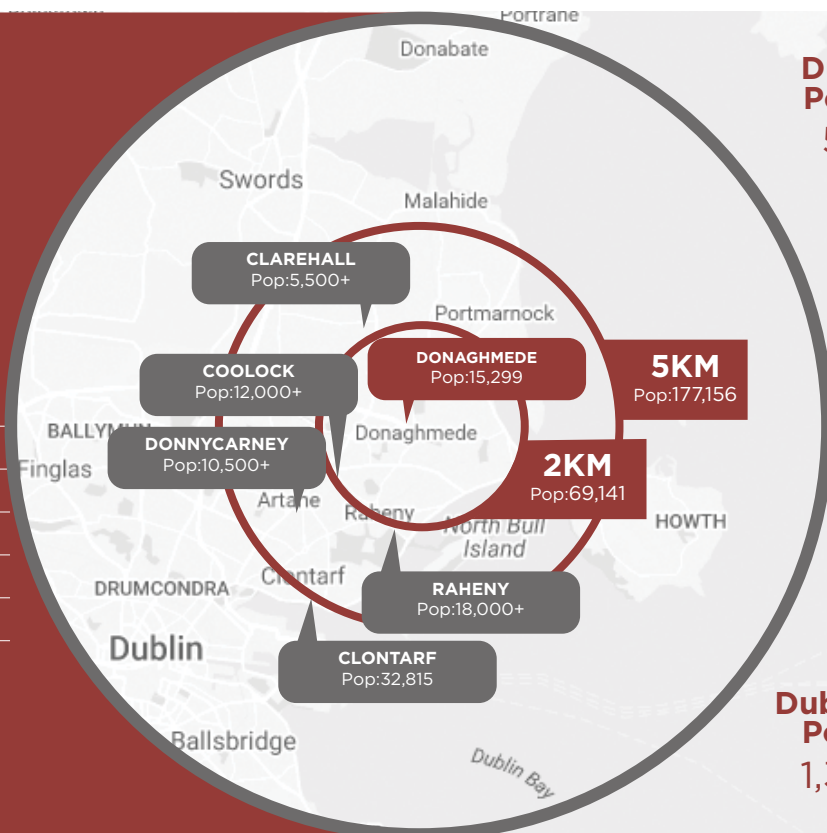 Portrane
Donabate
Swords
Malahide
CLAREHALL
Pop:5,500+
Portmarnock
DONAGHMEDE
Pop:15,299
5KM
Pop:177,156
COOLOCK
Pop:12,000+
Donaghmede
DONNYCARNEY
Pop:10,500+
Finglas
2KM
Pop:69,141
Artane
Raheny
North Bull
Island
HOWTH
Clontarf
DRUMCONDRA
RAHENY
Pop:18,000+
Dublin
CLONTARF
Pop:32,815
Ballsbridge
Dublin Bay